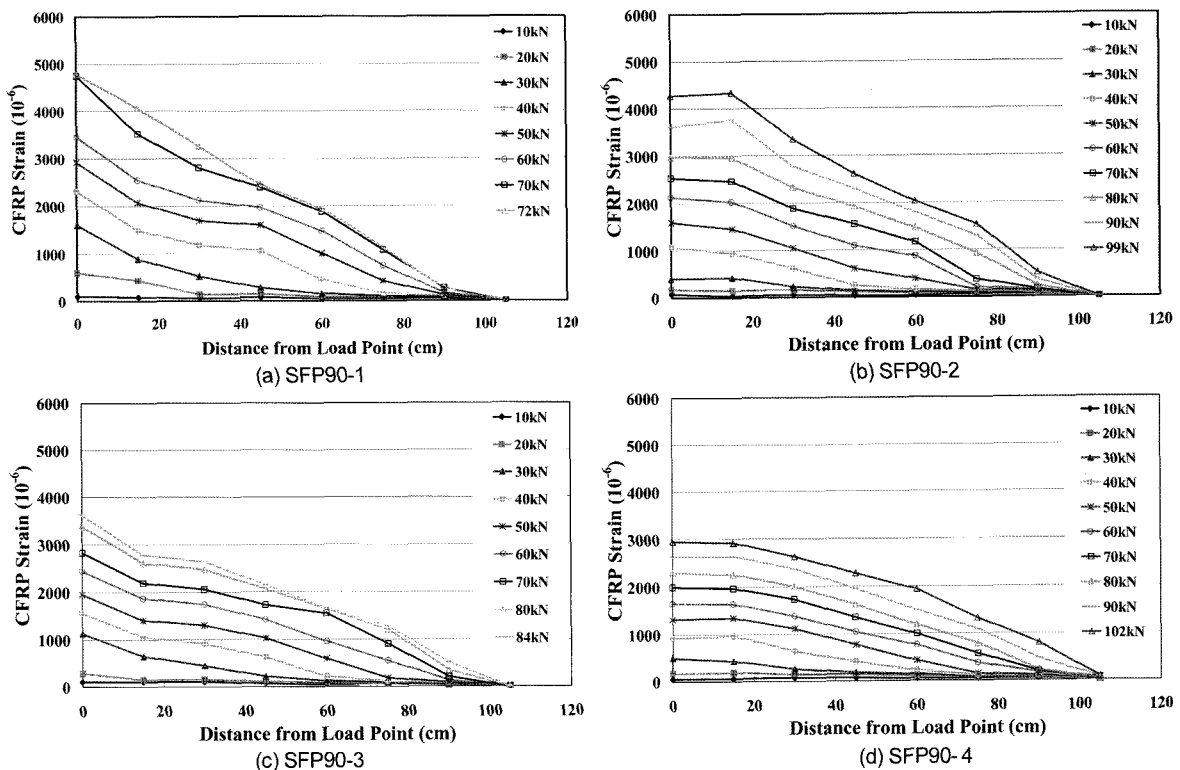 6000
5000
4000
3000
2000
1000
0
CFRP Strain (10⁻⁶)
0 20 40 60 80 100 120
Distance from Load Point (cm)
10kN
20kN
30kN
40kN
50kN
60kN
70kN
72kN
(a) SFP90-1
6000
5000
4000
3000
2000
1000
0
CFRP Strain (10⁻⁶)
0 20 40 60 80 100 120
Distance from Load Point (cm)
10kN
20kN
30kN
40kN
50kN
60kN
70kN
80kN
90kN
99kN
(b) SFP90-2
6000
5000
4000
3000
2000
1000
0
CFRP Strain (10⁻⁶)
0 20 40 60 80 100 120
Distance from Load Point (cm)
10kN
20kN
30kN
40kN
50kN
60kN
70kN
80kN
84kN
(c) SFP90-3
6000
5000
4000
3000
2000
1000
0
CFRP Strain (10⁻⁶)
0 20 40 60 80 100 120
Distance from Load Point (cm)
10kN
20kN
30kN
40kN
50kN
60kN
70kN
80kN
90kN
102kN
(d) SFP90-4